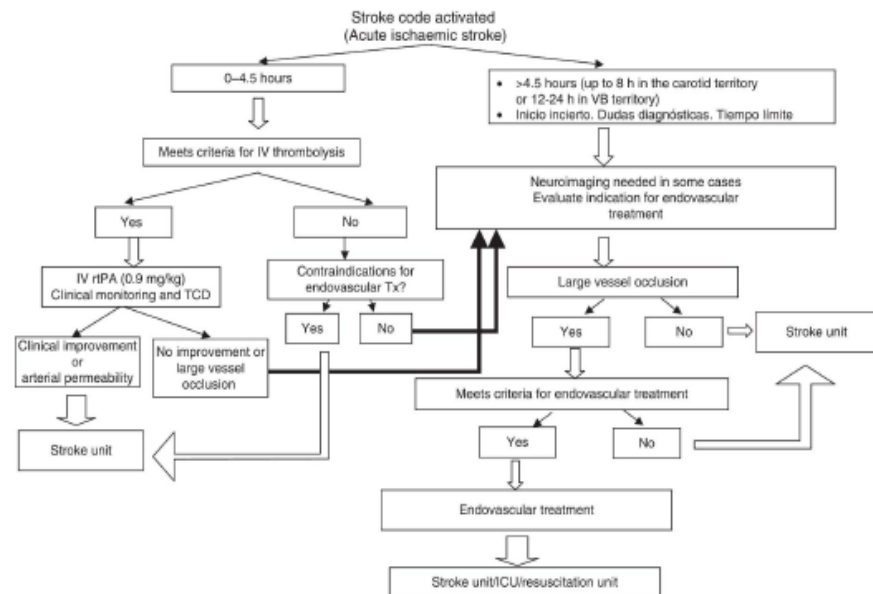 Stroke code activated
(Acute ischaemic stroke)
0–4.5 hours
• >4.5 hours (up to 8 h in the carotid territory
or 12-24 h in VB territory)
• Inicio incierto. Dudas diagnósticas. Tiempo límite
Meets criteria for IV thrombolysis
Neuroimaging needed in some cases
Evaluate indication for endovascular
treatment
Yes
No
IV rtPA (0.9 mg/kg)
Clinical monitoring and TCD
Contraindications for
endovascular Tx?
Large vessel occlusion
Yes
No
Yes
No
Stroke unit
Clinical improvement
or
arterial permeability
No improvement or
large vessel
occlusion
Meets criteria for endovascular treatment
Stroke unit
Yes
No
Endovascular treatment
Stroke unit/ICU/resuscitation unit